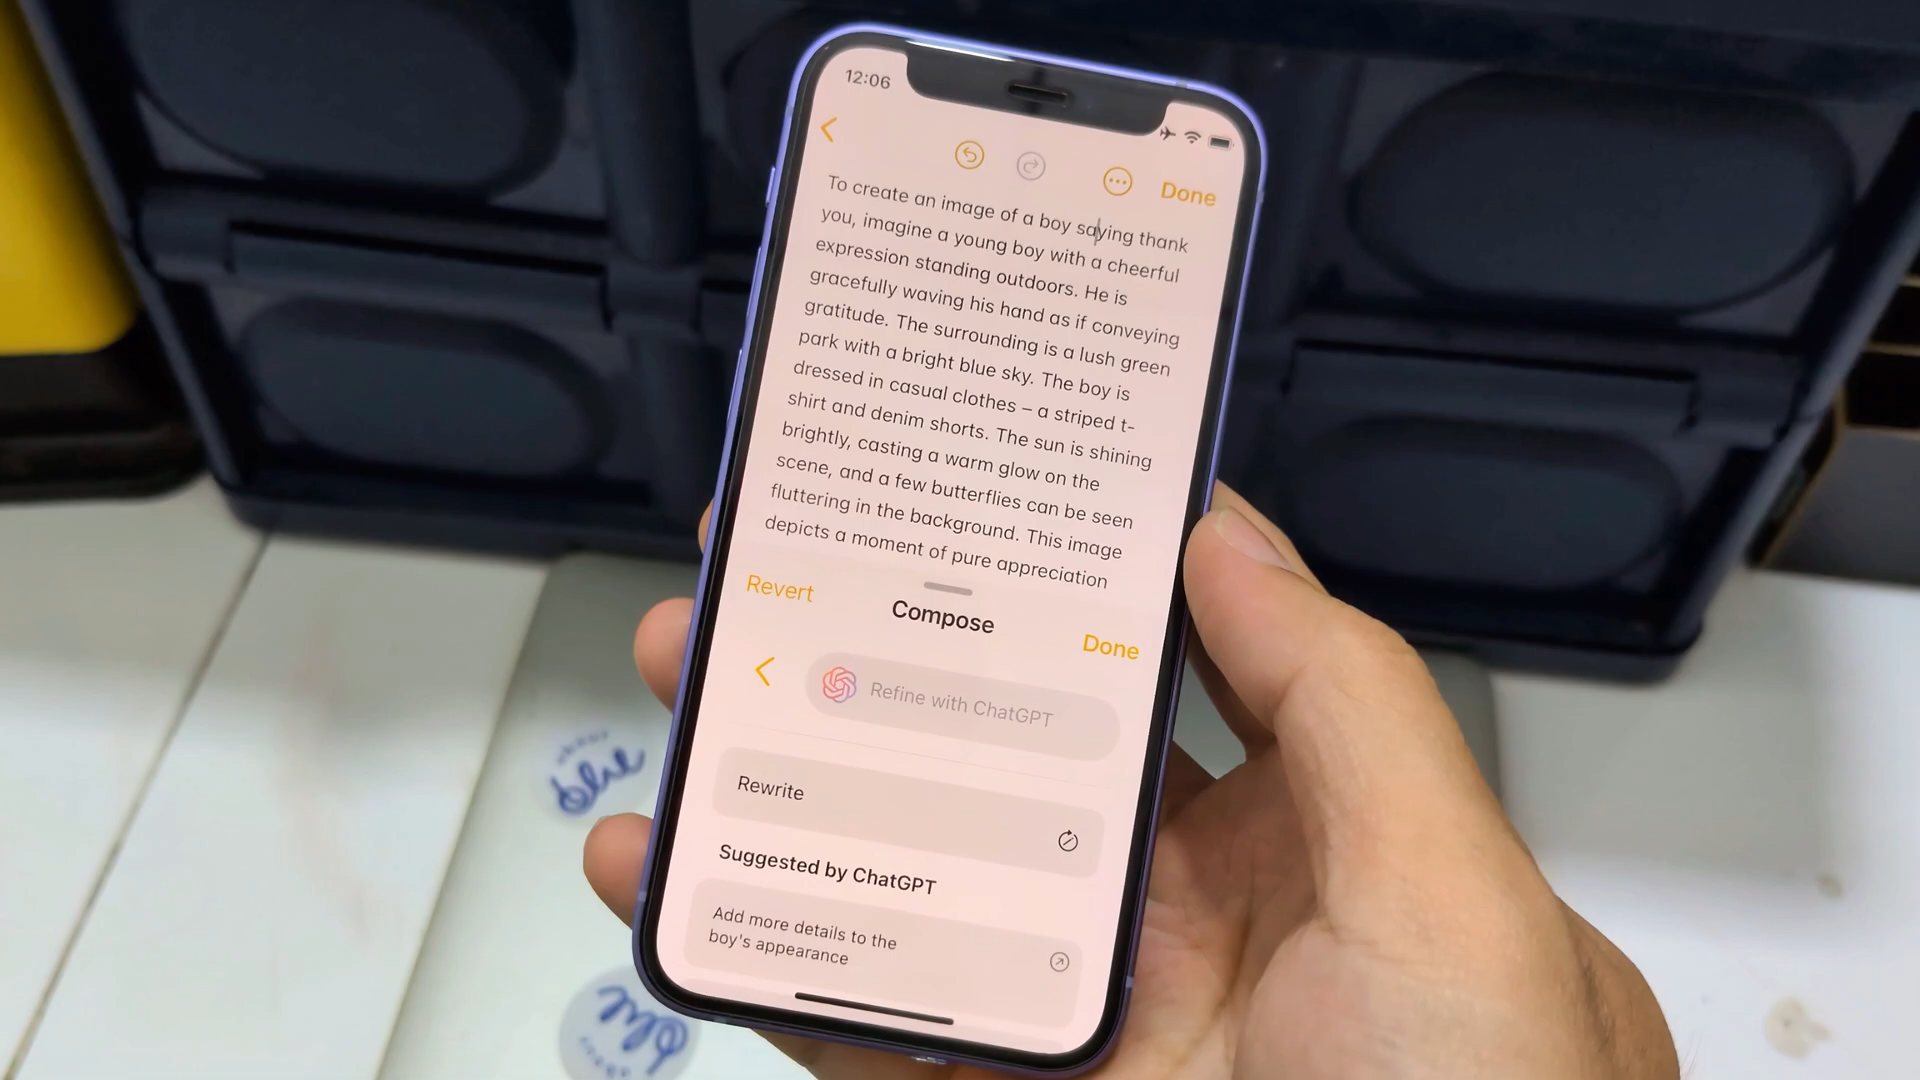 12:06
Done
To create an image of a boy saying thank
you, imagine a young boy with a cheerful
expression standing outdoors. He is
gracefully waving his hand as if conveying
gratitude. The surrounding is a lush green
park with a bright blue sky. The boy is
dressed in casual clothes – a striped t-
shirt and denim shorts. The sun is shining
brightly, casting a warm glow on the
scene, and a few butterflies can be seen
fluttering in the background. This image
depicts a moment of pure appreciation
Revert
Compose
Done
Refine with ChatGPT
Rewrite
Suggested by ChatGPT
Add more details to the
boy's appearance
blue
blue